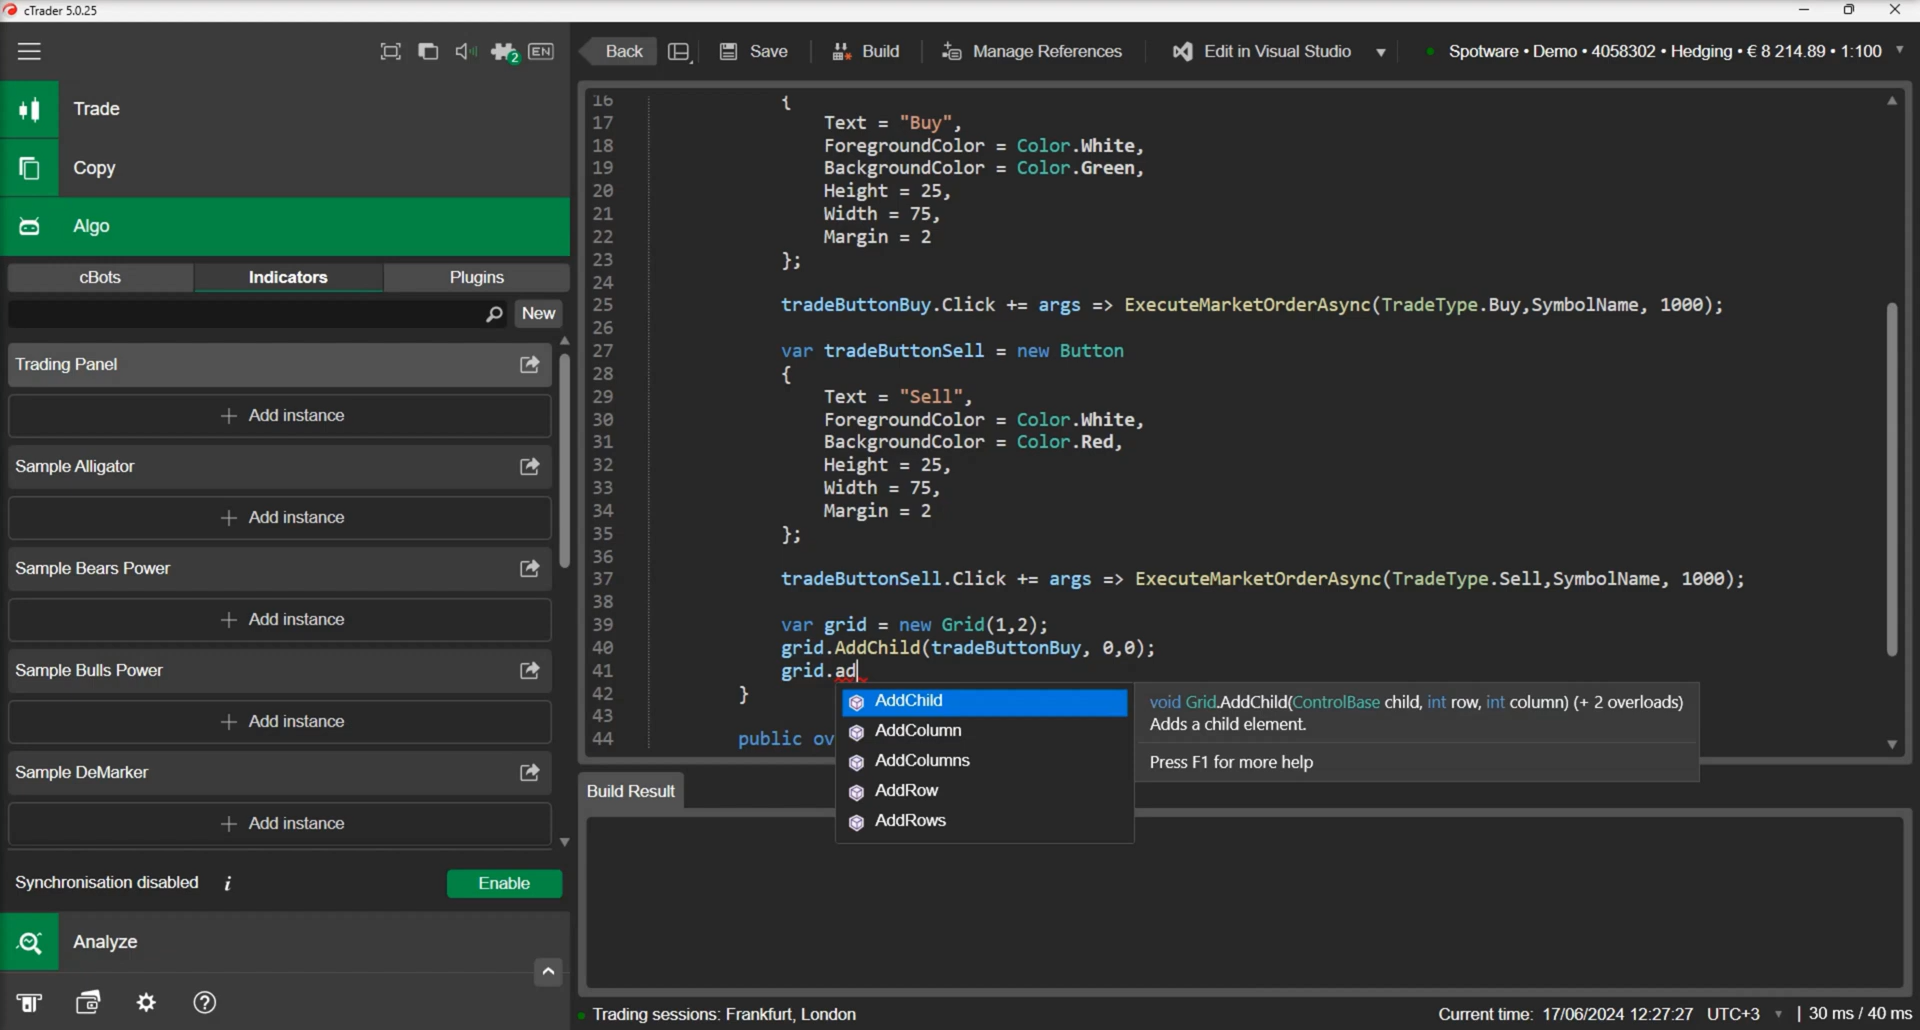 cTrader 5.0.25
2 EN
Back Save Build Manage References Edit in Visual Studio Spotware • Demo • 4058302 • Hedging • € 8 214.89 • 1:100
Trade
Copy
Algo
cBots Indicators Plugins
New
Trading Panel
Add instance
Sample Alligator
Add instance
Sample Bears Power
Add instance
Sample Bulls Power
Add instance
Sample DeMarker
Add instance
Synchronisation disabled i Enable
Analyze
16 {
17 Text = "Buy",
18 ForegroundColor = Color.White,
19 BackgroundColor = Color.Green,
20 Height = 25,
21 Width = 75,
22 Margin = 2
23 };
24
25 tradeButtonBuy.Click += args => ExecuteMarketOrderAsync(TradeType.Buy,SymbolName, 1000);
26
27 var tradeButtonSell = new Button
28 {
29 Text = "Sell",
30 ForegroundColor = Color.White,
31 BackgroundColor = Color.Red,
32 Height = 25,
33 Width = 75,
34 Margin = 2
35 };
36
37 tradeButtonSell.Click += args => ExecuteMarketOrderAsync(TradeType.Sell,SymbolName, 1000);
38
39 var grid = new Grid(1,2);
40 grid.AddChild(tradeButtonBuy, 0,0);
41 grid.ad
42 }
43
44 public ov
AddChild
AddColumn
AddColumns
AddRow
AddRows
void Grid.AddChild(ControlBase child, int row, int column) (+ 2 overloads)
Adds a child element.
Press F1 for more help
Build Result
Trading sessions: Frankfurt, London Current time: 17/06/2024 12:27:27 UTC+3 | 30 ms / 40 ms